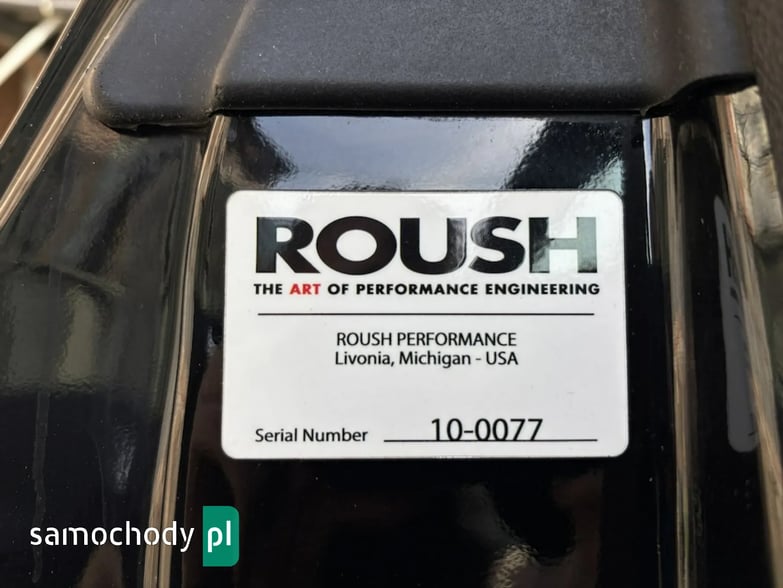 ROUSH
THE ART OF PERFORMANCE ENGINEERING
ROUSH PERFORMANCE
Livonia, Michigan - USA
Serial Number 10-0077
samochody pl